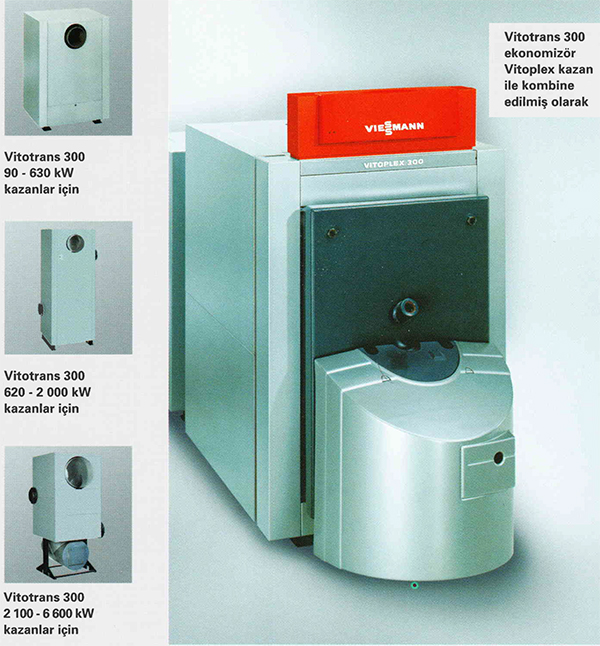 Vitotrans 300
90 - 630 kW
kazanlar için
Vitotrans 300
620 - 2 000 kW
kazanlar için
Vitotrans 300
2 100 - 6 600 kW
kazanlar için
VIESMANN
VITOPLEX 300
Vitotrans 300
ekonomizör
Vitoplex kazan
ile kombine
edilmiş olarak